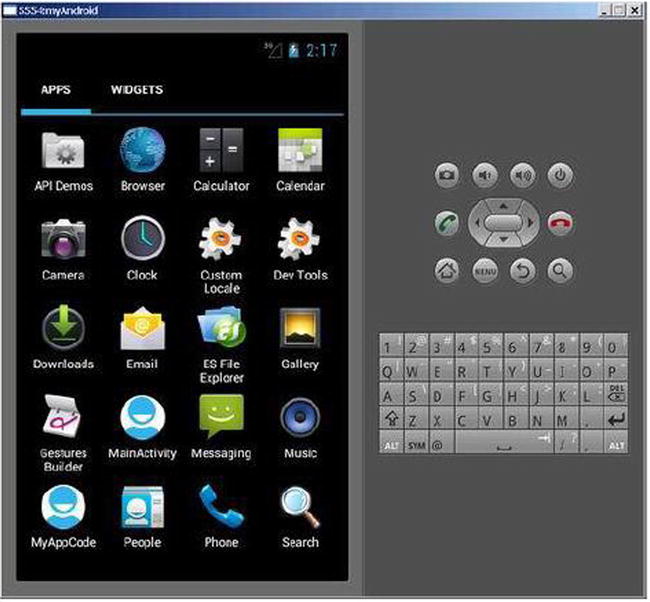 5554:myAndroid
3G 2:17
APPS WIDGETS
API Demos Browser Calculator Calendar
Camera Clock Custom Locale Dev Tools
Downloads Email ES File Explorer Gallery
Gestures Builder MainActivity Messaging Music
MyAppCode People Phone Search
MENU
1 ! 2 @ 3 # 4 $ 5 % 6 ^ 7 & 8 * 9 ( 0 )
Q W E R T Y U I O P
A S D F G H J K L DEL
Z X C V B N M .
ALT SYM @ / ? , ALT